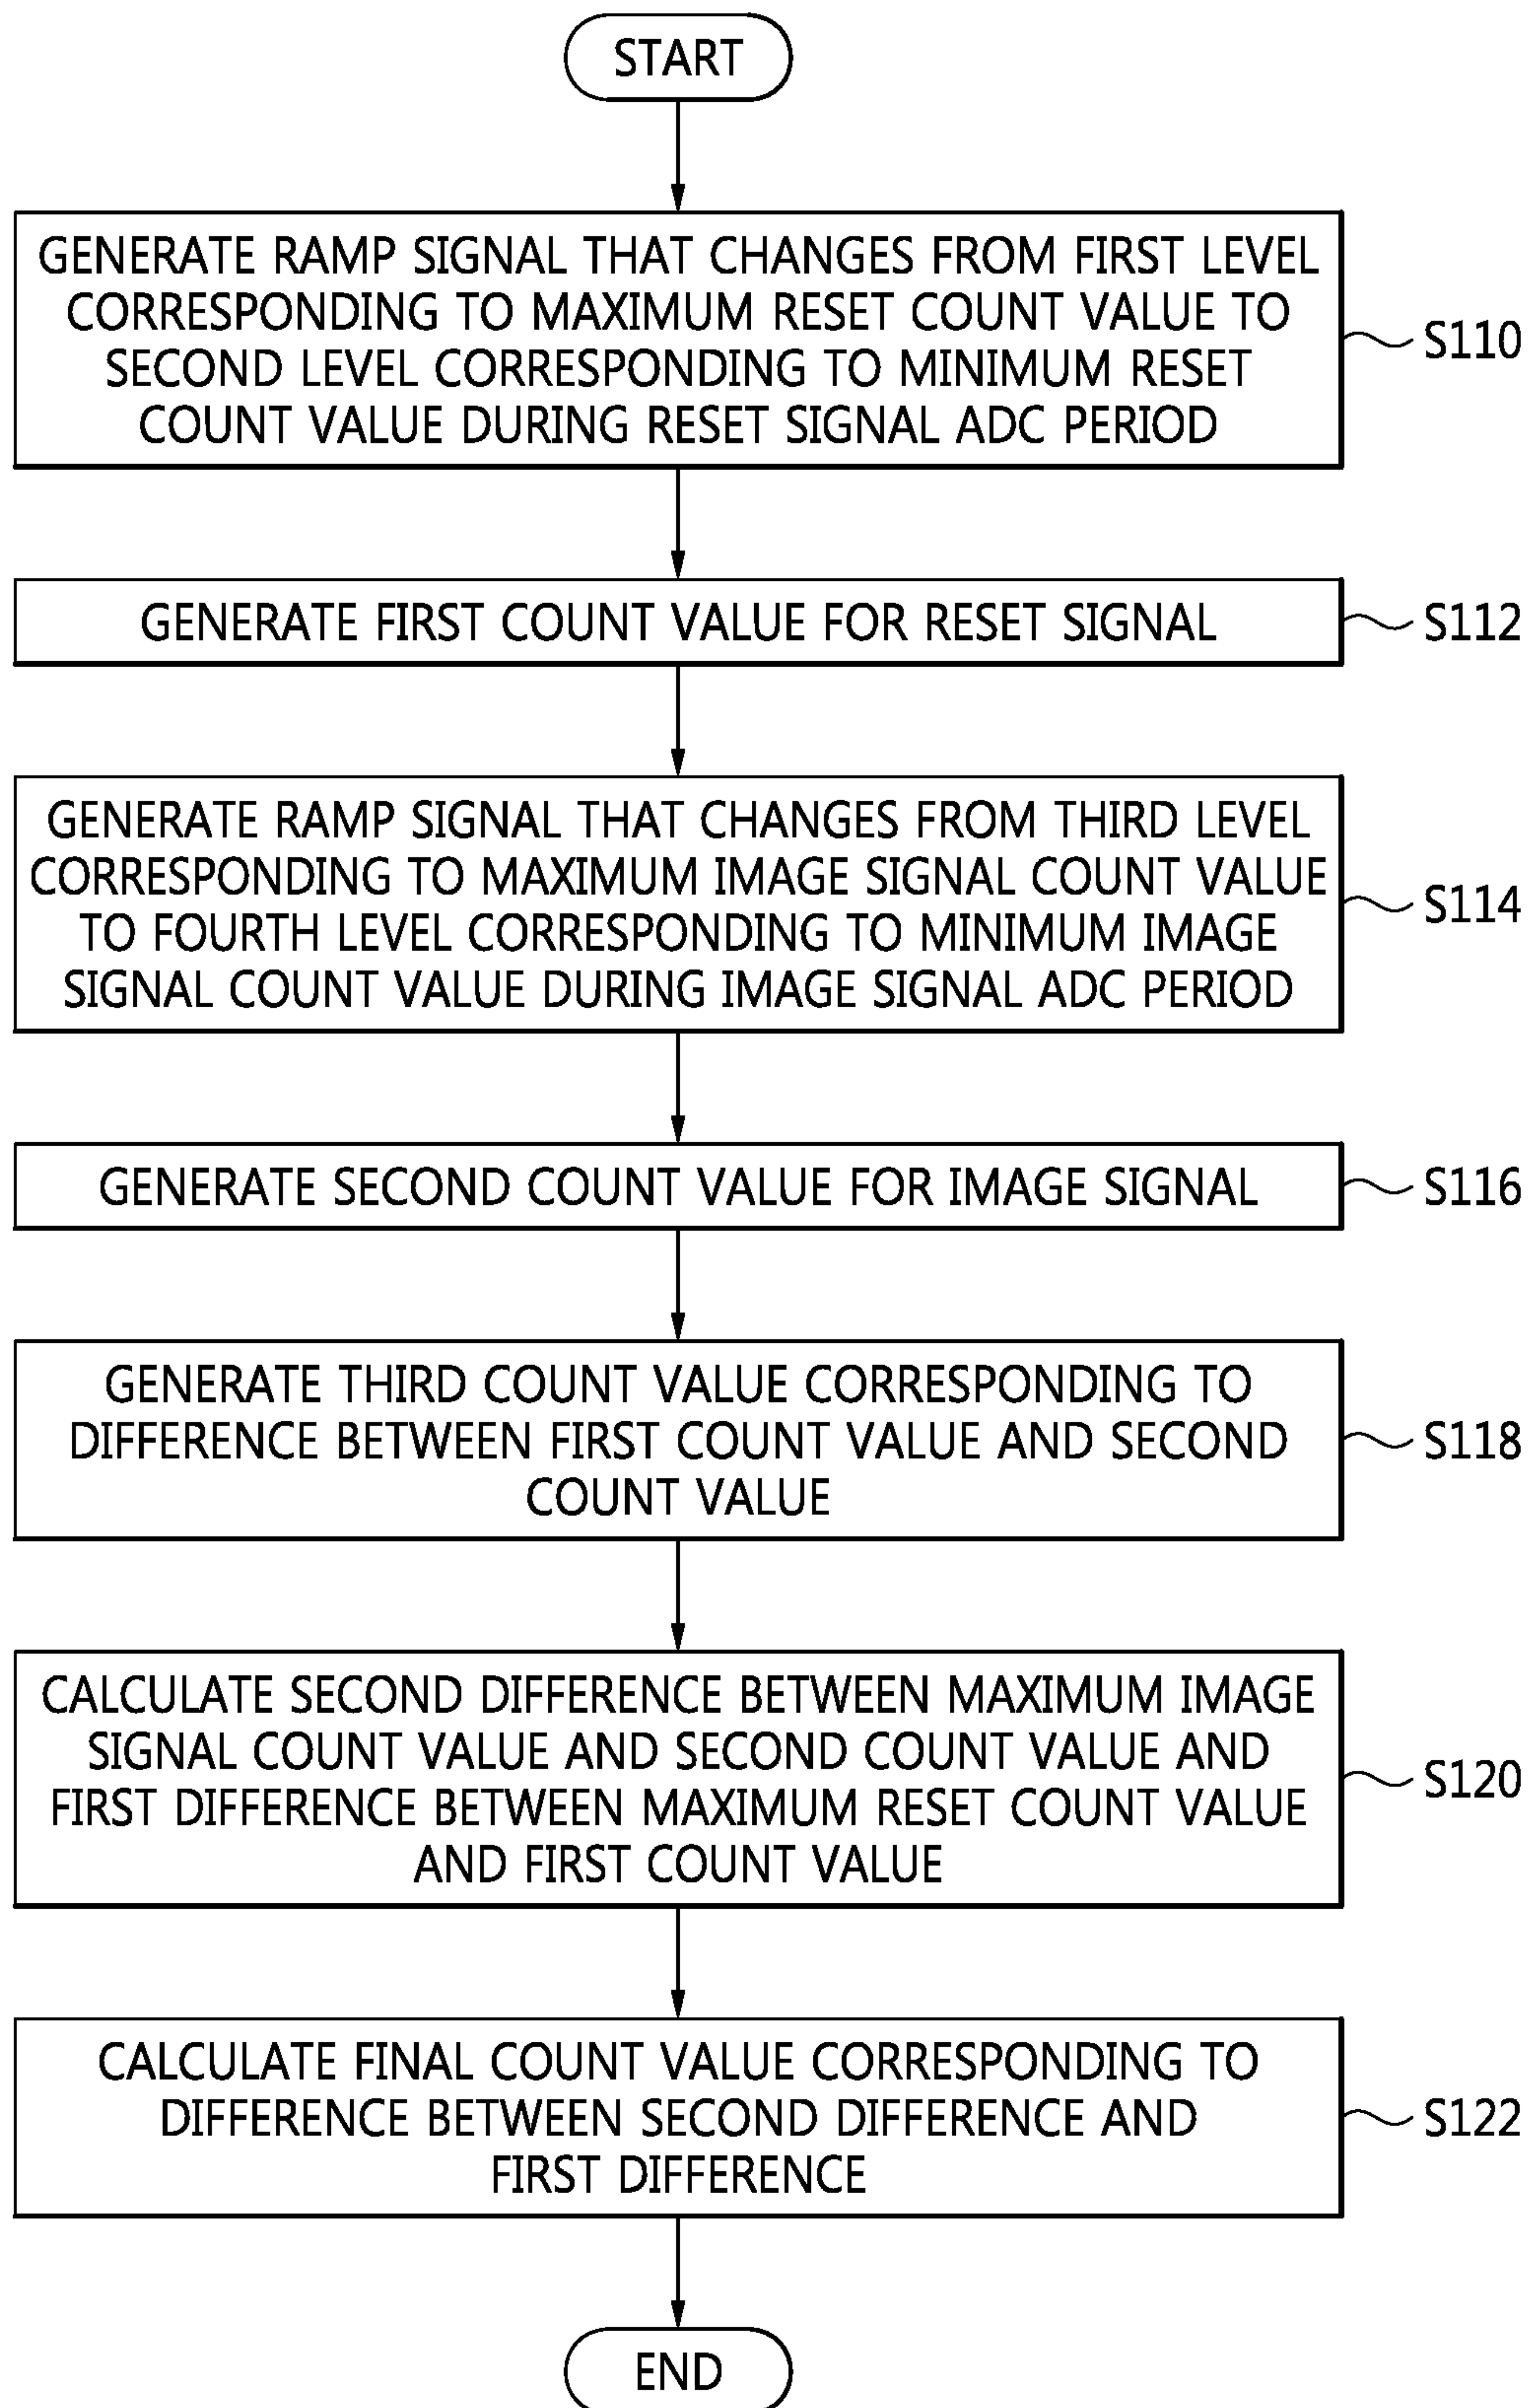 START
GENERATE RAMP SIGNAL THAT CHANGES FROM FIRST LEVEL
CORRESPONDING TO MAXIMUM RESET COUNT VALUE TO
SECOND LEVEL CORRESPONDING TO MINIMUM RESET
COUNT VALUE DURING RESET SIGNAL ADC PERIOD
S110
GENERATE FIRST COUNT VALUE FOR RESET SIGNAL
S112
GENERATE RAMP SIGNAL THAT CHANGES FROM THIRD LEVEL
CORRESPONDING TO MAXIMUM IMAGE SIGNAL COUNT VALUE
TO FOURTH LEVEL CORRESPONDING TO MINIMUM IMAGE
SIGNAL COUNT VALUE DURING IMAGE SIGNAL ADC PERIOD
S114
GENERATE SECOND COUNT VALUE FOR IMAGE SIGNAL
S116
GENERATE THIRD COUNT VALUE CORRESPONDING TO
DIFFERENCE BETWEEN FIRST COUNT VALUE AND SECOND
COUNT VALUE
S118
CALCULATE SECOND DIFFERENCE BETWEEN MAXIMUM IMAGE
SIGNAL COUNT VALUE AND SECOND COUNT VALUE AND
FIRST DIFFERENCE BETWEEN MAXIMUM RESET COUNT VALUE
AND FIRST COUNT VALUE
S120
CALCULATE FINAL COUNT VALUE CORRESPONDING TO
DIFFERENCE BETWEEN SECOND DIFFERENCE AND
FIRST DIFFERENCE
S122
END